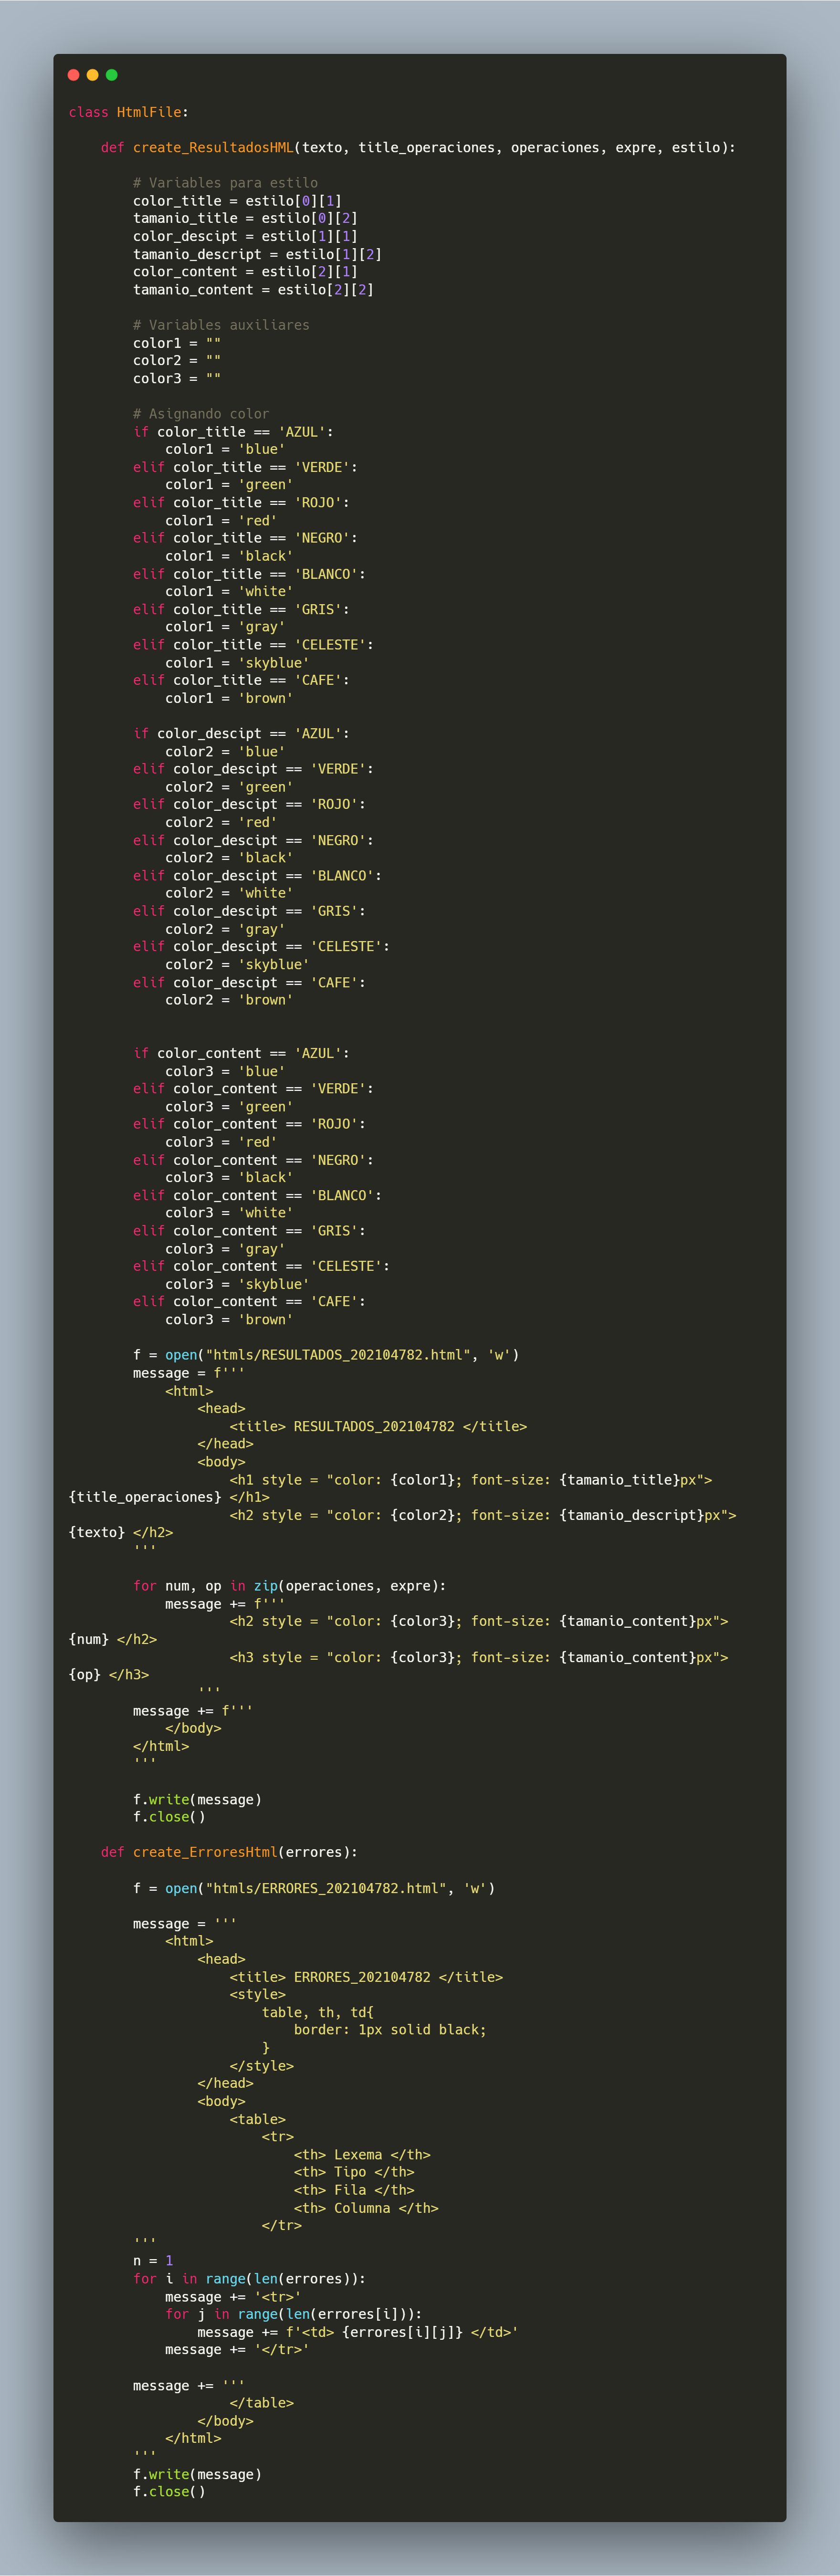 class HtmlFile:

    def create_ResultadosHML(texto, title_operaciones, operaciones, expre, estilo):

        # Variables para estilo
        color_title = estilo[0][1]
        tamanio_title = estilo[0][2]
        color_descipt = estilo[1][1]
        tamanio_descript = estilo[1][2]
        color_content = estilo[2][1]
        tamanio_content = estilo[2][2]

        # Variables auxiliares
        color1 = ""
        color2 = ""
        color3 = ""

        # Asignando color
        if color_title == 'AZUL':
            color1 = 'blue'
        elif color_title == 'VERDE':
            color1 = 'green'
        elif color_title == 'ROJO':
            color1 = 'red'
        elif color_title == 'NEGRO':
            color1 = 'black'
        elif color_title == 'BLANCO':
            color1 = 'white'
        elif color_title == 'GRIS':
            color1 = 'gray'
        elif color_title == 'CELESTE':
            color1 = 'skyblue'
        elif color_title == 'CAFE':
            color1 = 'brown'

        if color_descipt == 'AZUL':
            color2 = 'blue'
        elif color_descipt == 'VERDE':
            color2 = 'green'
        elif color_descipt == 'ROJO':
            color2 = 'red'
        elif color_descipt == 'NEGRO':
            color2 = 'black'
        elif color_descipt == 'BLANCO':
            color2 = 'white'
        elif color_descipt == 'GRIS':
            color2 = 'gray'
        elif color_descipt == 'CELESTE':
            color2 = 'skyblue'
        elif color_descipt == 'CAFE':
            color2 = 'brown'


        if color_content == 'AZUL':
            color3 = 'blue'
        elif color_content == 'VERDE':
            color3 = 'green'
        elif color_content == 'ROJO':
            color3 = 'red'
        elif color_content == 'NEGRO':
            color3 = 'black'
        elif color_content == 'BLANCO':
            color3 = 'white'
        elif color_content == 'GRIS':
            color3 = 'gray'
        elif color_content == 'CELESTE':
            color3 = 'skyblue'
        elif color_content == 'CAFE':
            color3 = 'brown'

        f = open("htmls/RESULTADOS_202104782.html", 'w')
        message = f'''
            <html>
                <head>
                    <title> RESULTADOS_202104782 </title>
                </head>
                <body>
                    <h1 style = "color: {color1}; font-size: {tamanio_title}px">
{title_operaciones} </h1>
                    <h2 style = "color: {color2}; font-size: {tamanio_descript}px">
{texto} </h2>
        '''

        for num, op in zip(operaciones, expre):
            message += f'''
                    <h2 style = "color: {color3}; font-size: {tamanio_content}px">
{num} </h2>
                    <h3 style = "color: {color3}; font-size: {tamanio_content}px">
{op} </h3>
                '''
        message += f'''
            </body>
        </html>
        '''

        f.write(message)
        f.close()

    def create_ErroresHtml(errores):

        f = open("htmls/ERRORES_202104782.html", 'w')

        message = '''
            <html>
                <head>
                    <title> ERRORES_202104782 </title>
                    <style>
                        table, th, td{
                            border: 1px solid black;
                        }
                    </style>
                </head>
                <body>
                    <table>
                        <tr>
                            <th> Lexema </th>
                            <th> Tipo </th>
                            <th> Fila </th>
                            <th> Columna </th>
                        </tr>
        '''
        n = 1
        for i in range(len(errores)):
            message += '<tr>'
            for j in range(len(errores[i])):
                message += f'<td> {errores[i][j]} </td>'
            message += '</tr>'

        message += '''
                    </table>
                </body>
            </html>
        '''
        f.write(message)
        f.close()